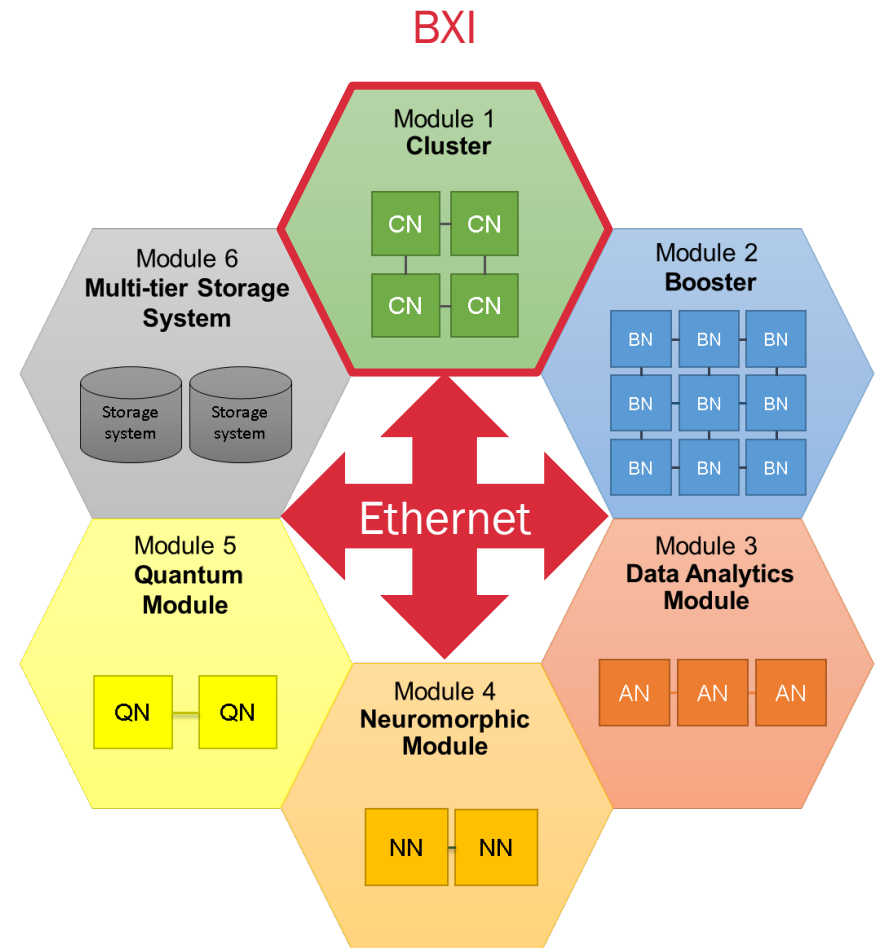 BXI
Module 1
Cluster
CN CN
CN CN
Module 2
Booster
BN BN BN
BN BN BN
BN BN BN
Module 6
Multi-tier Storage
System
Storage
system
Storage
system
Ethernet
Module 3
Data Analytics
Module
AN AN AN
Module 5
Quantum
Module
QN QN
Module 4
Neuromorphic
Module
NN NN